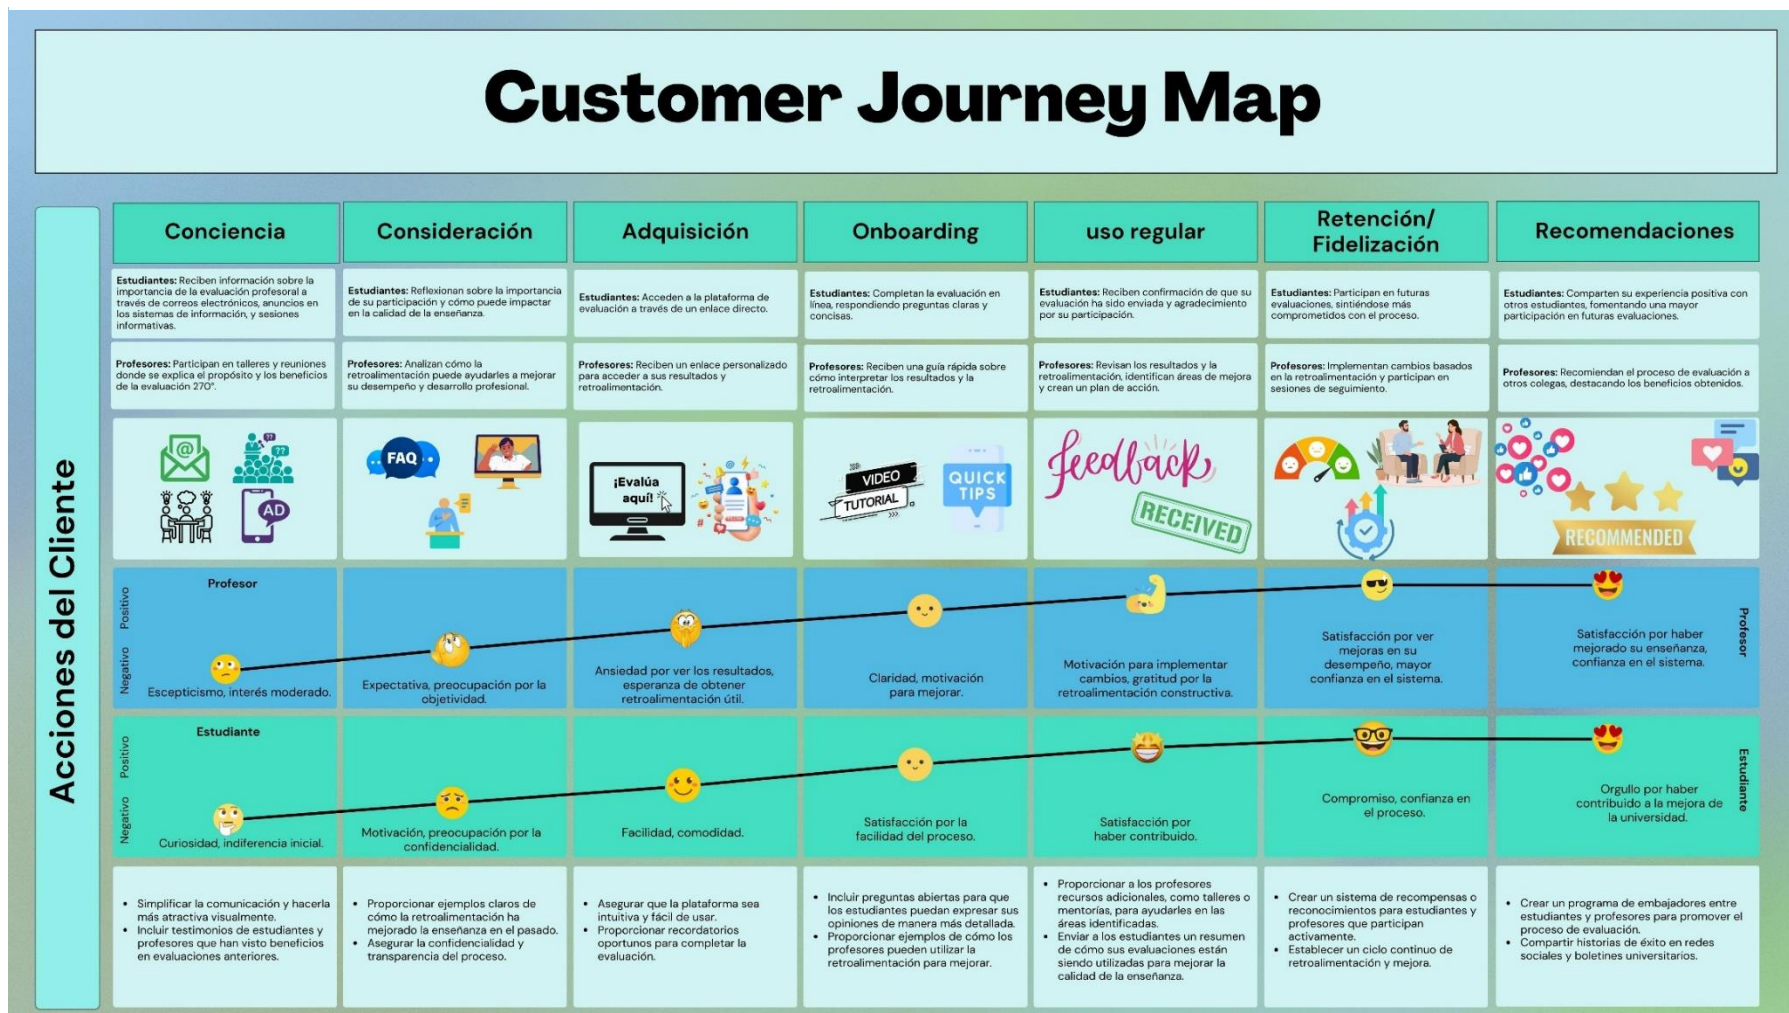 Customer Journey Map
Acciones del Cliente
Conciencia
Consideración
Adquisición
Onboarding
uso regular
Retención/
Fidelización
Recomendaciones
Estudiantes: Reciben información sobre la
importancia de la evaluación profesoral a
través de correos electrónicos, anuncios en
los sistemas de información, y sesiones
informativas.
Estudiantes: Reflexionan sobre la importancia
de su participación y cómo puede impactar
en la calidad de la enseñanza.
Estudiantes: Acceden a la plataforma de
evaluación a través de un enlace directo.
Estudiantes: Completan la evaluación en
línea, respondiendo preguntas claras y
concisas.
Estudiantes: Reciben confirmación de que su
evaluación ha sido enviada y agradecimiento
por su participación.
Estudiantes: Participan en futuras
evaluaciones, sintiéndose más
comprometidos con el proceso.
Estudiantes: Comparten su experiencia positiva con
otros estudiantes, fomentando una mayor
participación en futuras evaluaciones.
Profesores: Participan en talleres y reuniones
donde se explica el propósito y los beneficios
de la evaluación 270°.
Profesores: Analizan cómo la
retroalimentación puede ayudarles a mejorar
su desempeño y desarrollo profesional.
Profesores: Reciben un enlace personalizado
para acceder a sus resultados y
retroalimentación.
Profesores: Reciben una guía rápida sobre
cómo interpretar los resultados y la
retroalimentación.
Profesores: Revisan los resultados y la
retroalimentación, identifican áreas de mejora
y crean un plan de acción.
Profesores: Implementan cambios basados
en la retroalimentación y participan en
sesiones de seguimiento.
Profesores: Recomiendan el proceso de evaluación a
otros colegas, destacando los beneficios obtenidos.
@
??
??
AD
FAQ
¡Evalúa
aquí!
VIDEO
TUTORIAL
QUICK
TIPS
feedback
RECEIVED
RECOMMENDED
Profesor
Positivo
Negativo
Escepticismo, interés moderado.
Expectativa, preocupación por la
objetividad.
Ansiedad por ver los resultados,
esperanza de obtener
retroalimentación útil.
Claridad, motivación
para mejorar.
Motivación para implementar
cambios, gratitud por la
retroalimentación constructiva.
Satisfacción por ver
mejoras en su
desempeño, mayor
confianza en el sistema.
Satisfacción por haber
mejorado su enseñanza,
confianza en el sistema.
Profesor
Estudiante
Positivo
Negativo
Curiosidad, indiferencia inicial.
Motivación, preocupación por la
confidencialidad.
Facilidad, comodidad.
Satisfacción por la
facilidad del proceso.
Satisfacción por
haber contribuido.
Compromiso, confianza en
el proceso.
Orgullo por haber
contribuido a la mejora de
la universidad.
Estudiante
• Simplificar la comunicación y hacerla
más atractiva visualmente.
• Incluir testimonios de estudiantes y
profesores que han visto beneficios
en evaluaciones anteriores.
• Proporcionar ejemplos claros de
cómo la retroalimentación ha
mejorado la enseñanza en el pasado.
• Asegurar la confidencialidad y
transparencia del proceso.
• Asegurar que la plataforma sea
intuitiva y fácil de usar.
• Proporcionar recordatorios
oportunos para completar la
evaluación.
• Incluir preguntas abiertas para que
los estudiantes puedan expresar sus
opiniones de manera más detallada.
• Proporcionar ejemplos de cómo los
profesores pueden utilizar la
retroalimentación para mejorar.
• Proporcionar a los profesores
recursos adicionales, como talleres o
mentorías, para ayudarles en las
áreas identificadas.
• Enviar a los estudiantes un resumen
de cómo sus evaluaciones están
siendo utilizadas para mejorar la
calidad de la enseñanza.
• Crear un sistema de recompensas o
reconocimientos para estudiantes y
profesores que participan
activamente.
• Establecer un ciclo continuo de
retroalimentación y mejora.
• Crear un programa de embajadores entre
estudiantes y profesores para promover el
proceso de evaluación.
• Compartir historias de éxito en redes
sociales y boletines universitarios.